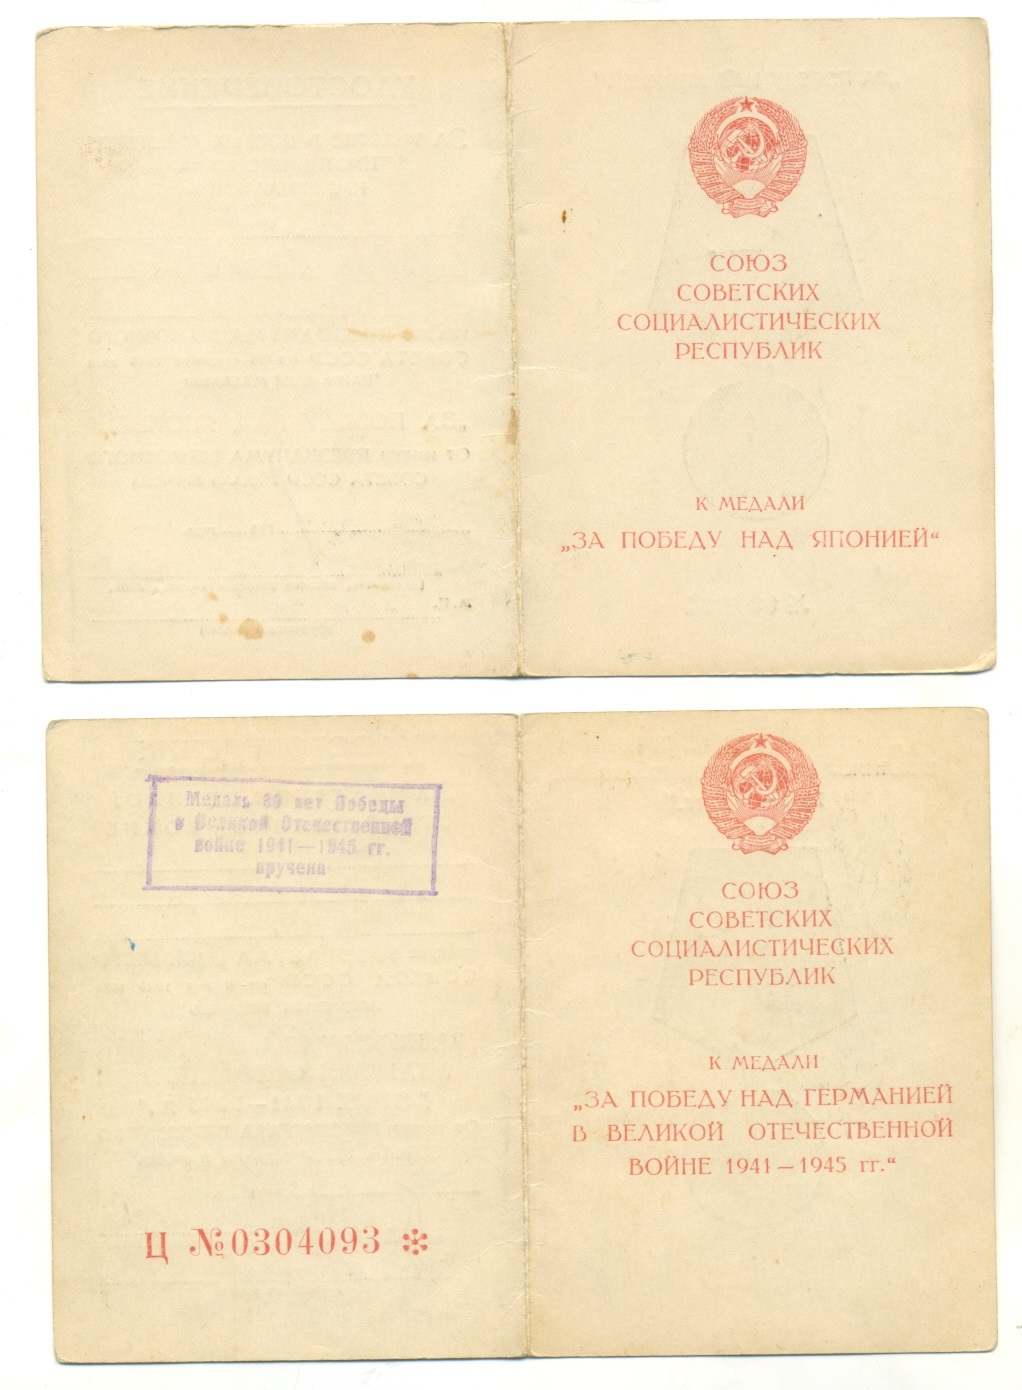 СОЮЗ
СОВЕТСКИХ
СОЦИАЛИСТИЧЕСКИХ
РЕСПУБЛИК
К МЕДАЛИ
„ЗА ПОБЕДУ НАД ЯПОНИЕЙ“
Медаль 30 лет Победы
в Великой Отечественной
войне 1941—1945 гг.
вручена
Ц №0304093 *
СОЮЗ
СОВЕТСКИХ
СОЦИАЛИСТИЧЕСКИХ
РЕСПУБЛИК
К МЕДАЛИ
„ЗА ПОБЕДУ НАД ГЕРМАНИЕЙ
В ВЕЛИКОЙ ОТЕЧЕСТВЕННОЙ
ВОЙНЕ 1941—1945 гг.“